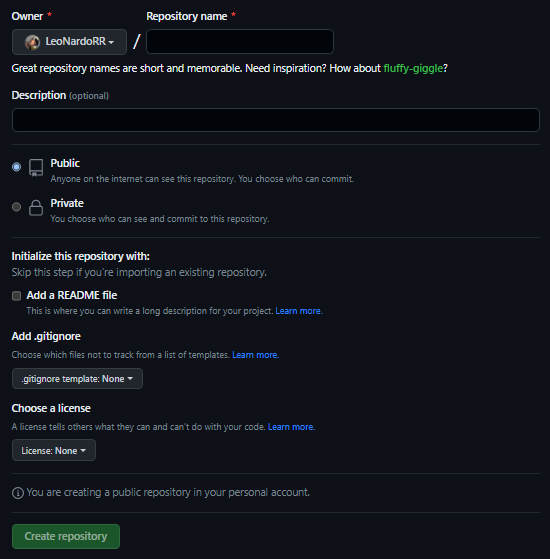 Owner * Repository name *
LeoNardoRR /
Great repository names are short and memorable. Need inspiration? How about fluffy-giggle?
Description (optional)
Public
Anyone on the internet can see this repository. You choose who can commit.
Private
You choose who can see and commit to this repository.
Initialize this repository with:
Skip this step if you're importing an existing repository.
Add a README file
This is where you can write a long description for your project. Learn more.
Add .gitignore
Choose which files not to track from a list of templates. Learn more.
.gitignore template: None
Choose a license
A license tells others what they can and can't do with your code. Learn more.
License: None
You are creating a public repository in your personal account.
Create repository